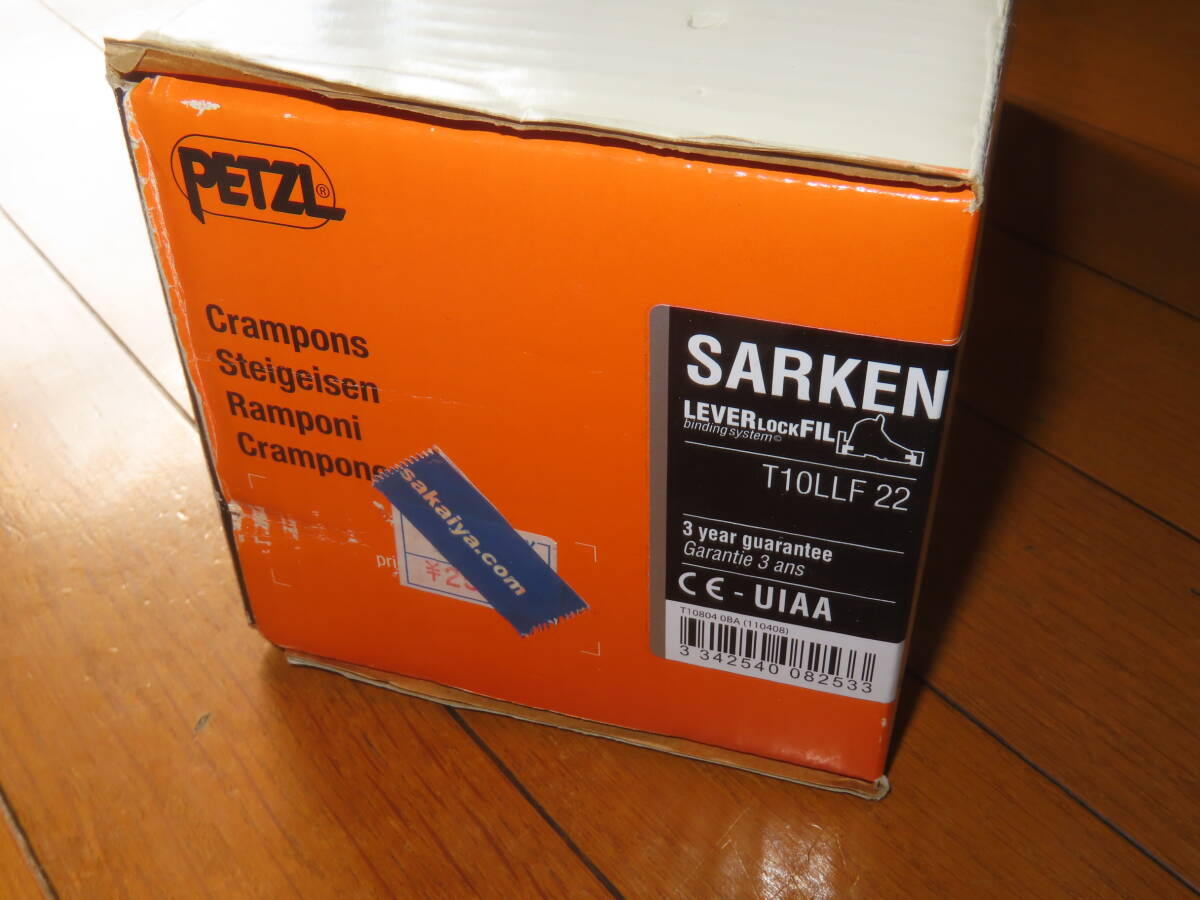 PETZL®
Crampons
Steigeisen
Ramponi
sakaiya.com
SARKEN
LEVERLOCKFIL
binding system©
T10LLF 22
3 year guarantee
Garantie 3 ans
CE - UIAA
T10804 0BA (110408)
3 342540 082533